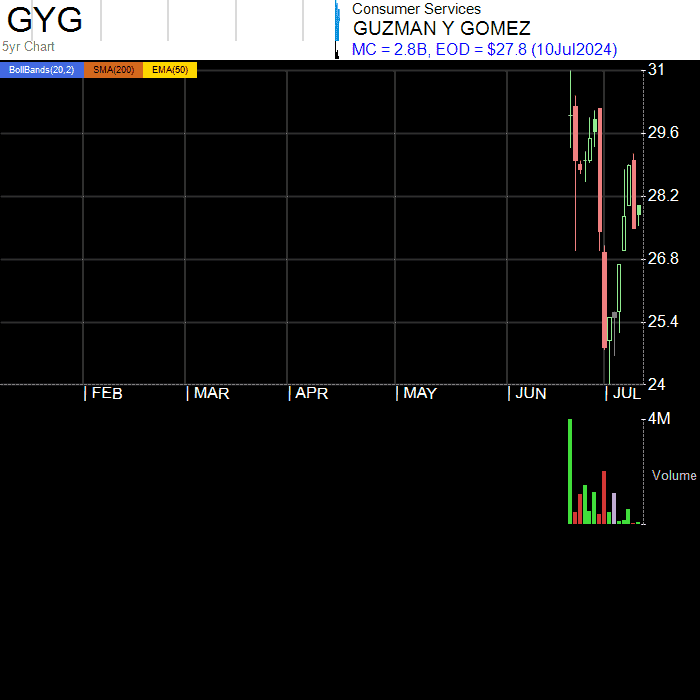 GYG
5yr Chart
Consumer Services
GUZMAN Y GOMEZ
MC = 2.8B, EOD = $27.8 (10Jul2024)
BollBands(20,2) SMA(200) EMA(50)
31
29.6
28.2
26.8
25.4
24
| FEB | MAR | APR | MAY | JUN | JUL
4M
Volume